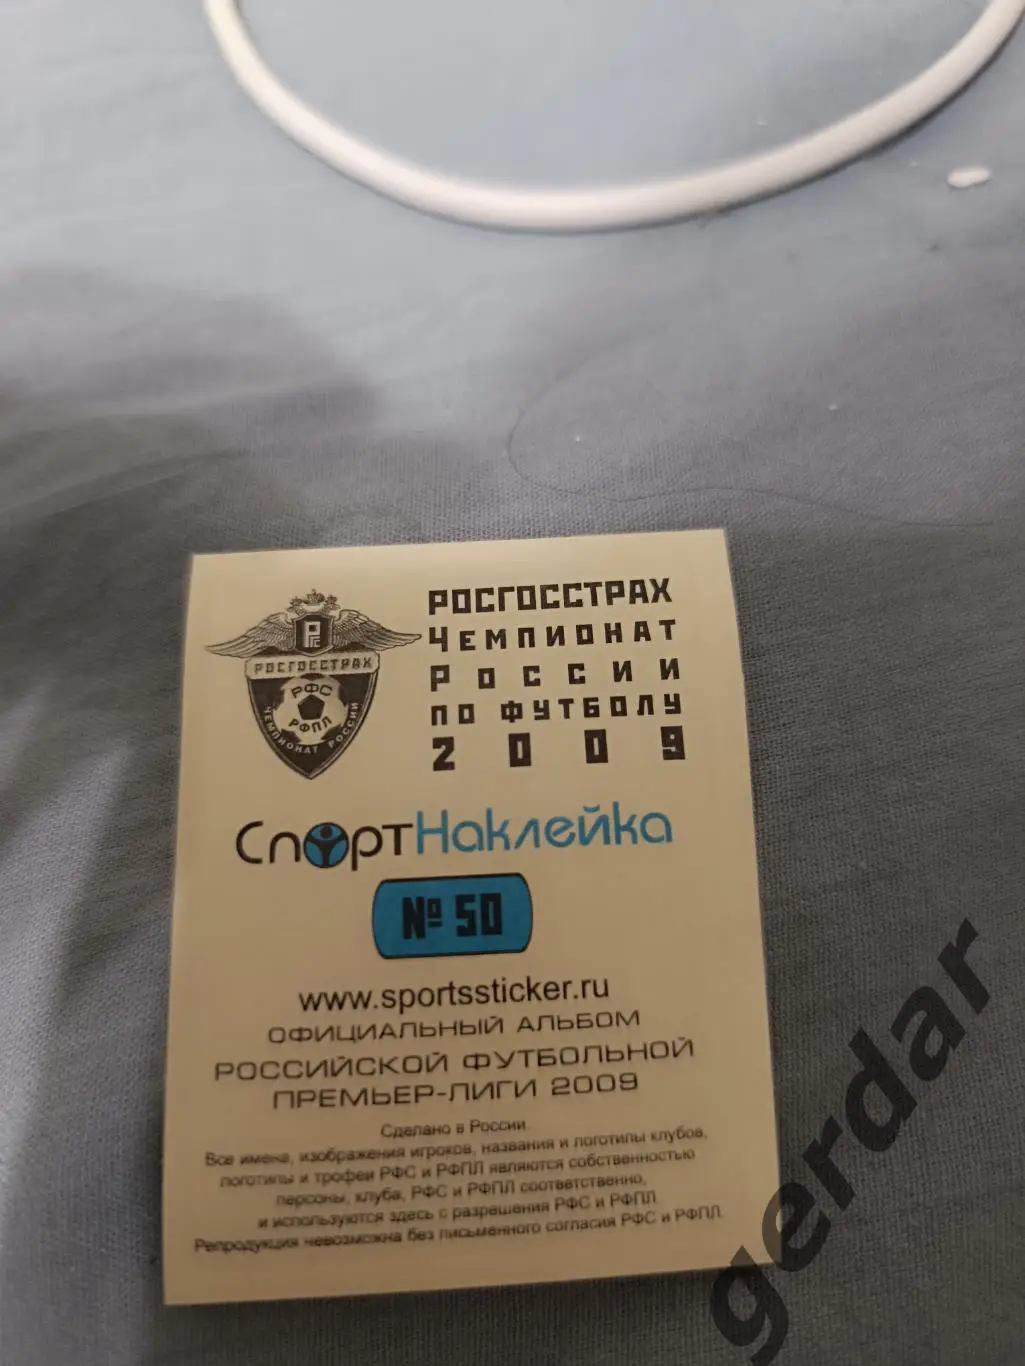 РОСГОССТРАХ
ЧЕМПИОНАТ
РОССИИ
ПО ФУТБОЛУ
2009
РГС
РОСГОССТРАХ
РФС
РФПЛ
ЧЕМПИОНАТ РОССИИ
СпортНаклейка
№ 50
www.sportssticker.ru
ОФИЦИАЛЬНЫЙ АЛЬБОМ
РОССИЙСКОЙ ФУТБОЛЬНОЙ
ПРЕМЬЕР-ЛИГИ 2009
Сделано в России.
Все имена, изображения игроков, названия и логотипы клубов,
логотипы и трофеи РФС и РФПЛ являются собственностью
персоны, клуба, РФС и РФПЛ соответственно,
и используются здесь с разрешения РФС и РФПЛ.
Репродукция невозможна без письменного согласия РФС и РФПЛ.
gerdar